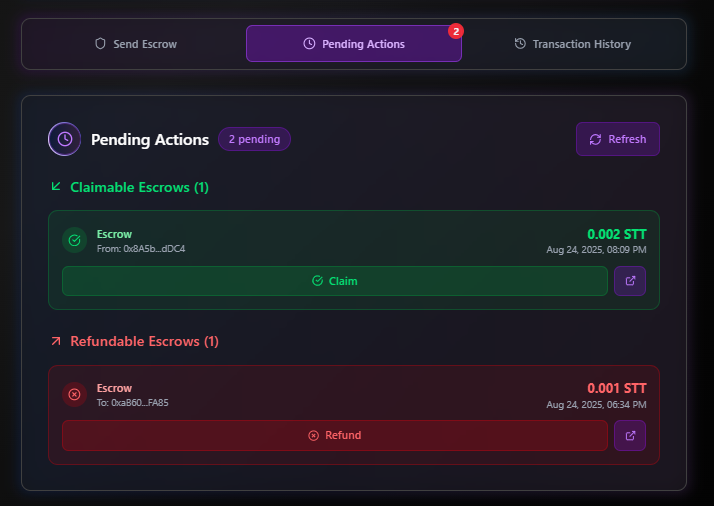 Send Escrow
Pending Actions
2
Transaction History
Pending Actions
2 pending
Refresh
Claimable Escrows (1)
Escrow
0.002 STT
From: 0x8A5b...dDC4
Aug 24, 2025, 08:09 PM
Claim
Refundable Escrows (1)
Escrow
0.001 STT
To: 0xaB60...FA85
Aug 24, 2025, 06:34 PM
Refund